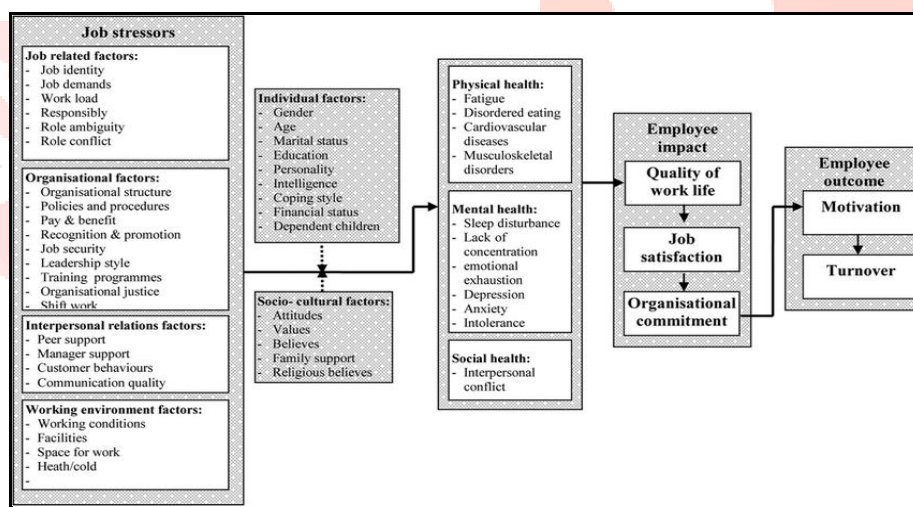 Job stressors
Job related factors:
- Job identity
- Job demands
- Work load
- Responsibly
- Role ambiguity
- Role conflict
Organisational factors:
- Organisational structure
- Policies and procedures
- Pay & benefit
- Recognition & promotion
- Job security
- Leadership style
- Training programmes
- Organisational justice
- Shift work
Interpersonal relations factors:
- Peer support
- Manager support
- Customer behaviours
- Communication quality
Working environment factors:
- Working conditions
- Facilities
- Space for work
- Heath/cold
-
Individual factors:
- Gender
- Age
- Marital status
- Education
- Personality
- Intelligence
- Coping style
- Financial status
- Dependent children
Socio- cultural factors:
- Attitudes
- Values
- Believes
- Family support
- Religious believes
Physical health:
- Fatigue
- Disordered eating
- Cardiovascular
diseases
- Musculoskeletal
disorders
Mental health:
- Sleep disturbance
- Lack of
concentration
- emotional
exhaustion
- Depression
- Anxiety
- Intolerance
Social health:
- Interpersonal
conflict
Employee
impact
Quality of
work life
Job
satisfaction
Organisational
commitment
Employee
outcome
Motivation
Turnover